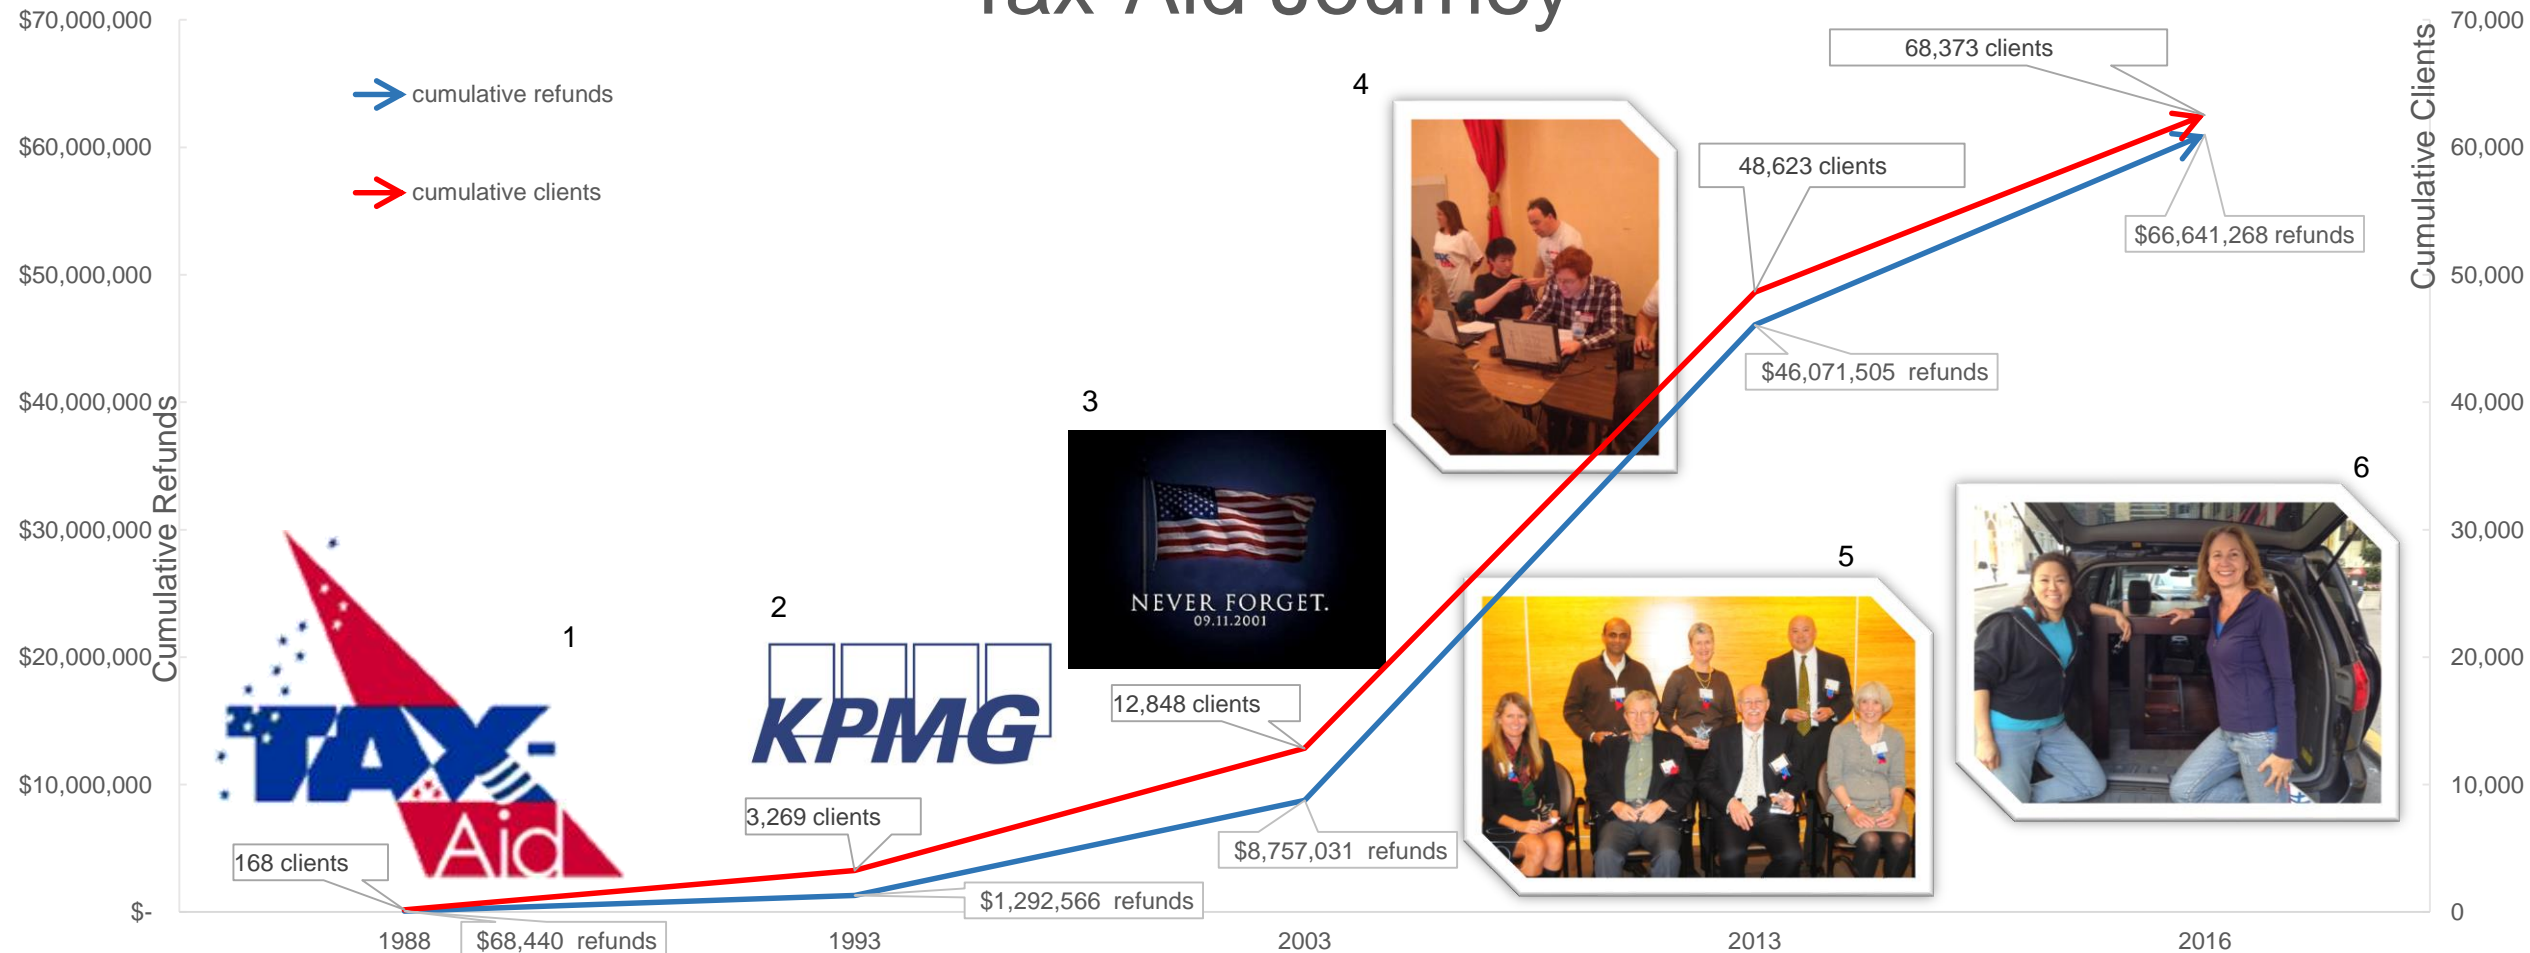 Tax-Aid Journey
$70,000,000
$60,000,000
$50,000,000
$40,000,000
$30,000,000
$20,000,000
$10,000,000
$-
Cumulative Refunds
cumulative refunds
cumulative clients
1
TAX-
Aid
168 clients
$68,440 refunds
2
KPMG
3,269 clients
$1,292,566 refunds
3
NEVER FORGET.
09.11.2001
12,848 clients
$8,757,031 refunds
4
48,623 clients
$46,071,505 refunds
5
68,373 clients
$66,641,268 refunds
6
1988
1993
2003
2013
2016
Cumulative Clients
70,000
60,000
50,000
40,000
30,000
20,000
10,000
0